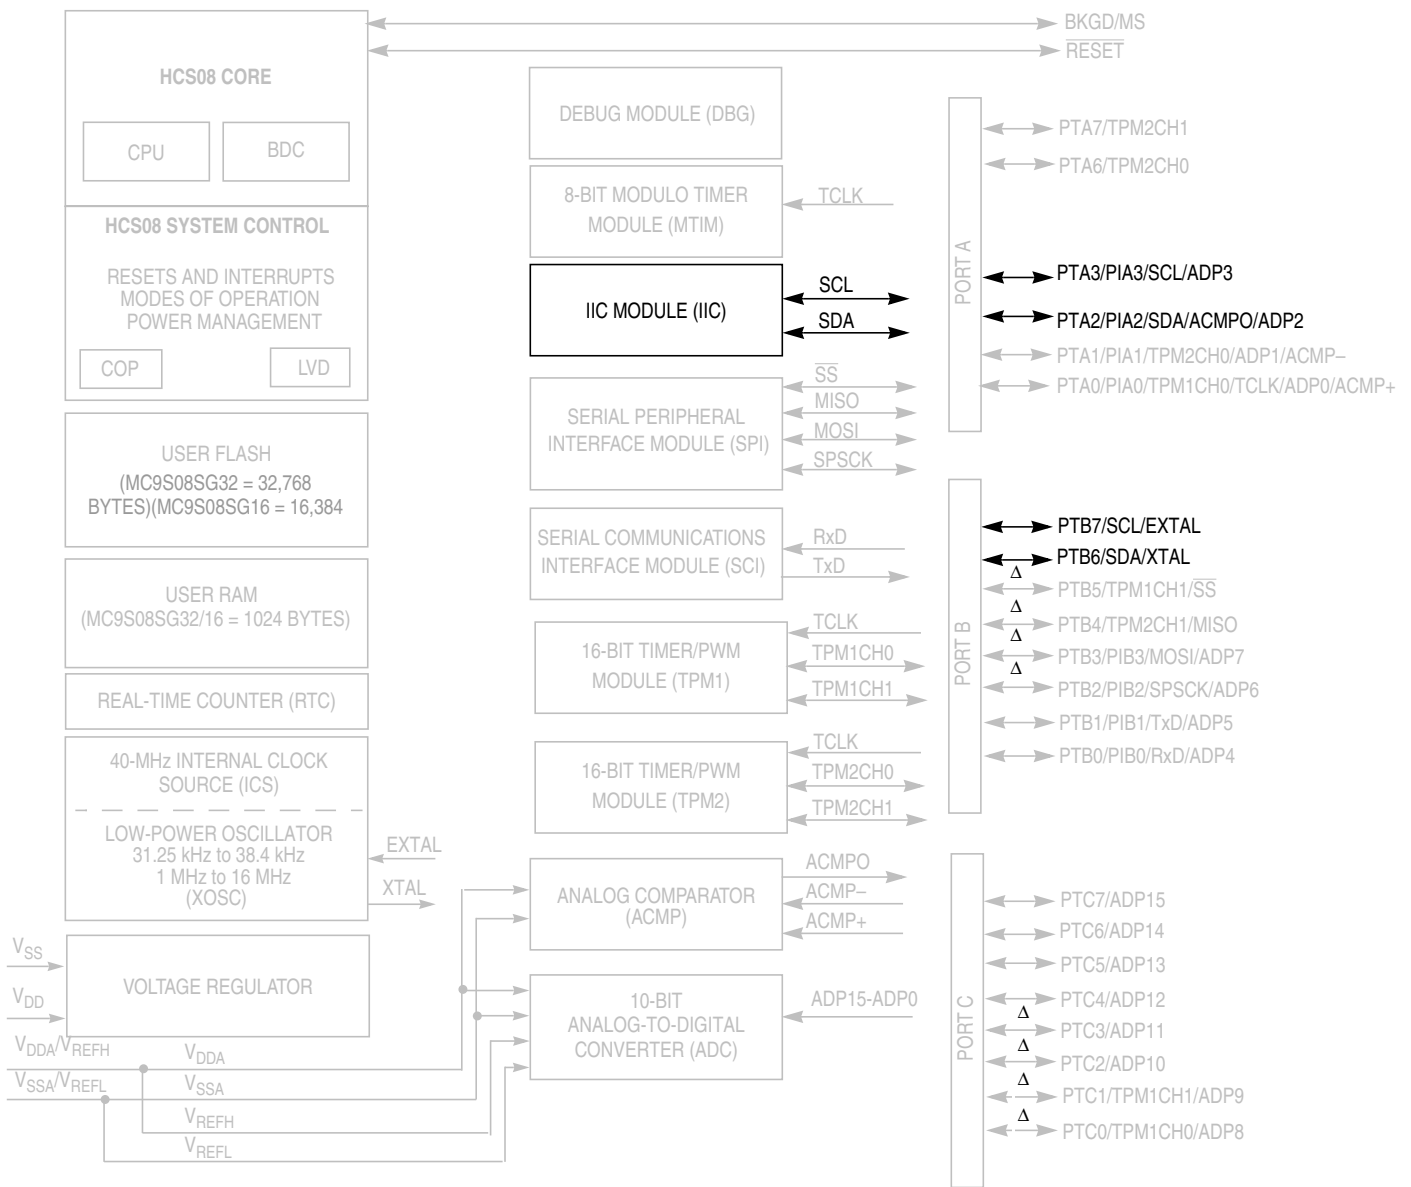 BKGD/MS
RESET
HCS08 CORE
CPU
BDC
HCS08 SYSTEM CONTROL
RESETS AND INTERRUPTS
MODES OF OPERATION
POWER MANAGEMENT
COP
LVD
USER FLASH
(MC9S08SG32 = 32,768
BYTES)(MC9S08SG16 = 16,384
USER RAM
(MC9S08SG32/16 = 1024 BYTES)
REAL-TIME COUNTER (RTC)
40-MHz INTERNAL CLOCK
SOURCE (ICS)
LOW-POWER OSCILLATOR
31.25 kHz to 38.4 kHz
1 MHz to 16 MHz
(XOSC)
EXTAL
XTAL
VSS
VDD
VOLTAGE REGULATOR
VDDA/VREFH
VSSA/VREFL
VDDA
VSSA
VREFH
VREFL
DEBUG MODULE (DBG)
8-BIT MODULO TIMER
MODULE (MTIM)
TCLK
IIC MODULE (IIC)
SCL
SDA
SERIAL PERIPHERAL
INTERFACE MODULE (SPI)
SS
MISO
MOSI
SPSCK
SERIAL COMMUNICATIONS
INTERFACE MODULE (SCI)
RxD
TxD
16-BIT TIMER/PWM
MODULE (TPM1)
TCLK
TPM1CH0
TPM1CH1
16-BIT TIMER/PWM
MODULE (TPM2)
TCLK
TPM2CH0
TPM2CH1
ANALOG COMPARATOR
(ACMP)
ACMPO
ACMP–
ACMP+
10-BIT
ANALOG-TO-DIGITAL
CONVERTER (ADC)
ADP15-ADP0
PORT A
PTA7/TPM2CH1
PTA6/TPM2CH0
PTA3/PIA3/SCL/ADP3
PTA2/PIA2/SDA/ACMPO/ADP2
PTA1/PIA1/TPM2CH0/ADP1/ACMP–
PTA0/PIA0/TPM1CH0/TCLK/ADP0/ACMP+
PORT B
PTB7/SCL/EXTAL
PTB6/SDA/XTAL
Δ
PTB5/TPM1CH1/SS
Δ
PTB4/TPM2CH1/MISO
Δ
PTB3/PIB3/MOSI/ADP7
Δ
PTB2/PIB2/SPSCK/ADP6
PTB1/PIB1/TxD/ADP5
PTB0/PIB0/RxD/ADP4
PORT C
PTC7/ADP15
PTC6/ADP14
PTC5/ADP13
PTC4/ADP12
Δ
PTC3/ADP11
Δ
PTC2/ADP10
Δ
PTC1/TPM1CH1/ADP9
Δ
PTC0/TPM1CH0/ADP8